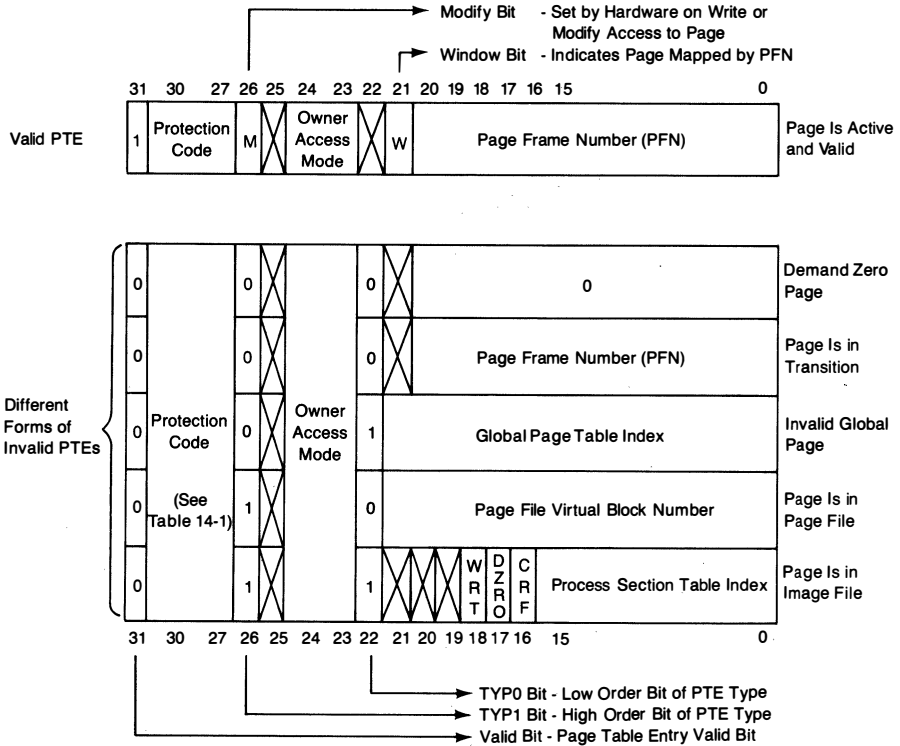 Modify Bit - Set by Hardware on Write or
Modify Access to Page
Window Bit - Indicates Page Mapped by PFN
31 30 27 26 25 24 23 22 21 20 19 18 17 16 15 0
Valid PTE
1
Protection
Code
M
Owner
Access
Mode
W
Page Frame Number (PFN)
Page Is Active
and Valid
Different
Forms of
Invalid PTEs
Protection
Code
(See
Table 14-1)
Owner
Access
Mode
0 0 0 0
Demand Zero
Page
0 0 0 Page Frame Number (PFN)
Page Is in
Transition
0 0 1 Global Page Table Index
Invalid Global
Page
0 1 0 Page File Virtual Block Number
Page Is in
Page File
0 1 1 WRT DZRO CRF Process Section Table Index
Page Is in
Image File
31 30 27 26 25 24 23 22 21 20 19 18 17 16 15 0
TYP0 Bit - Low Order Bit of PTE Type
TYP1 Bit - High Order Bit of PTE Type
Valid Bit - Page Table Entry Valid Bit